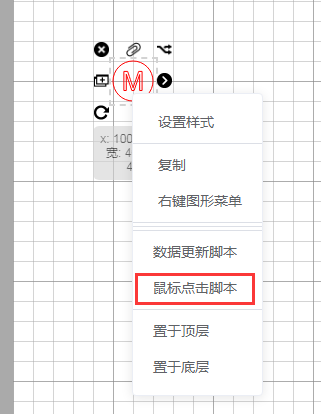 M
x: 100
宽: 4
4
设置样式
复制
右键图形菜单
数据更新脚本
鼠标点击脚本
置于顶层
置于底层